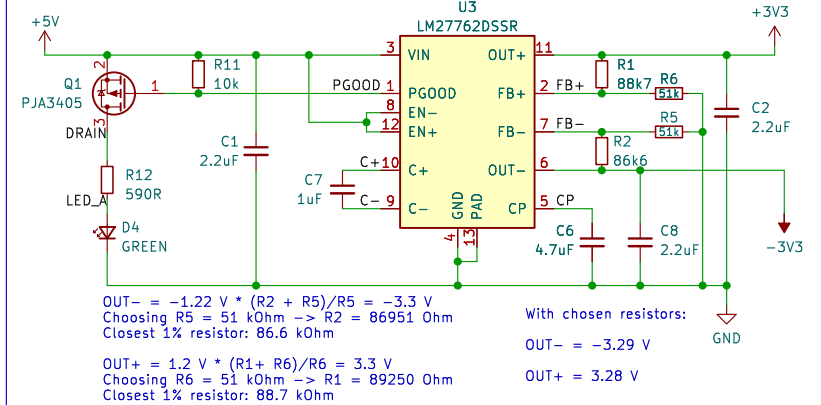 U3
LM27762DSSR
+5V
+3V3
3 VIN
OUT+ 11
R11
10k
R1
88k7
2
Q1
PJA3405
1
3
PGOOD 1 PGOOD
FB+ 2 FB+
R6
51k
8 EN-
12 EN+
FB- 7 FB-
R5
51k
C2
2.2uF
DRAIN
C1
2.2uF
R2
86k6
OUT- 6
R12
590R
C+ 10 C+
C7
1uF
C- 9 C-
LED_A
D4
GREEN
GND
PAD
4
13
CP 5 CP
C6
4.7uF
C8
2.2uF
-3V3
GND
OUT- = -1.22 V * (R2 + R5)/R5 = -3.3 V
Choosing R5 = 51 kOhm -> R2 = 86951 Ohm
Closest 1% resistor: 86.6 kOhm
OUT+ = 1.2 V * (R1+ R6)/R6 = 3.3 V
Choosing R6 = 51 kOhm -> R1 = 89250 Ohm
Closest 1% resistor: 88.7 kOhm
With chosen resistors:
OUT- = -3.29 V
OUT+ = 3.28 V